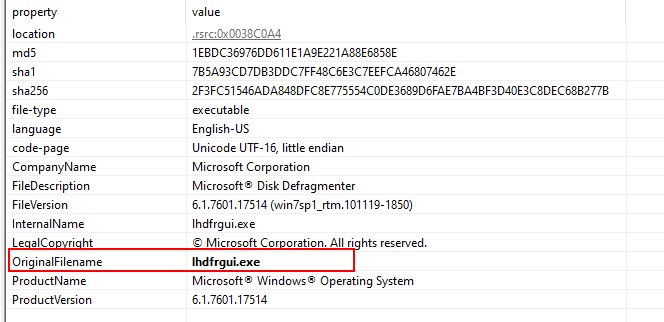 property value
location .rsrc:0x0038C0A4
md5 1EBDC36976DD611E1A9E221A88E6858E
sha1 7B5A93CD7DB3DDC7FF48C6E3C7EEFCA46807462E
sha256 2F3FC51546ADA848DFC8E775554C0DE3689D6FAE7BA4BF3D40E3C8DEC68B277B
file-type executable
language English-US
code-page Unicode UTF-16, little endian
CompanyName Microsoft Corporation
FileDescription Microsoft® Disk Defragmenter
FileVersion 6.1.7601.17514 (win7sp1_rtm.101119-1850)
InternalName lhdfrgui.exe
LegalCopyright © Microsoft Corporation. All rights reserved.
OriginalFilename lhdfrgui.exe
ProductName Microsoft® Windows® Operating System
ProductVersion 6.1.7601.17514